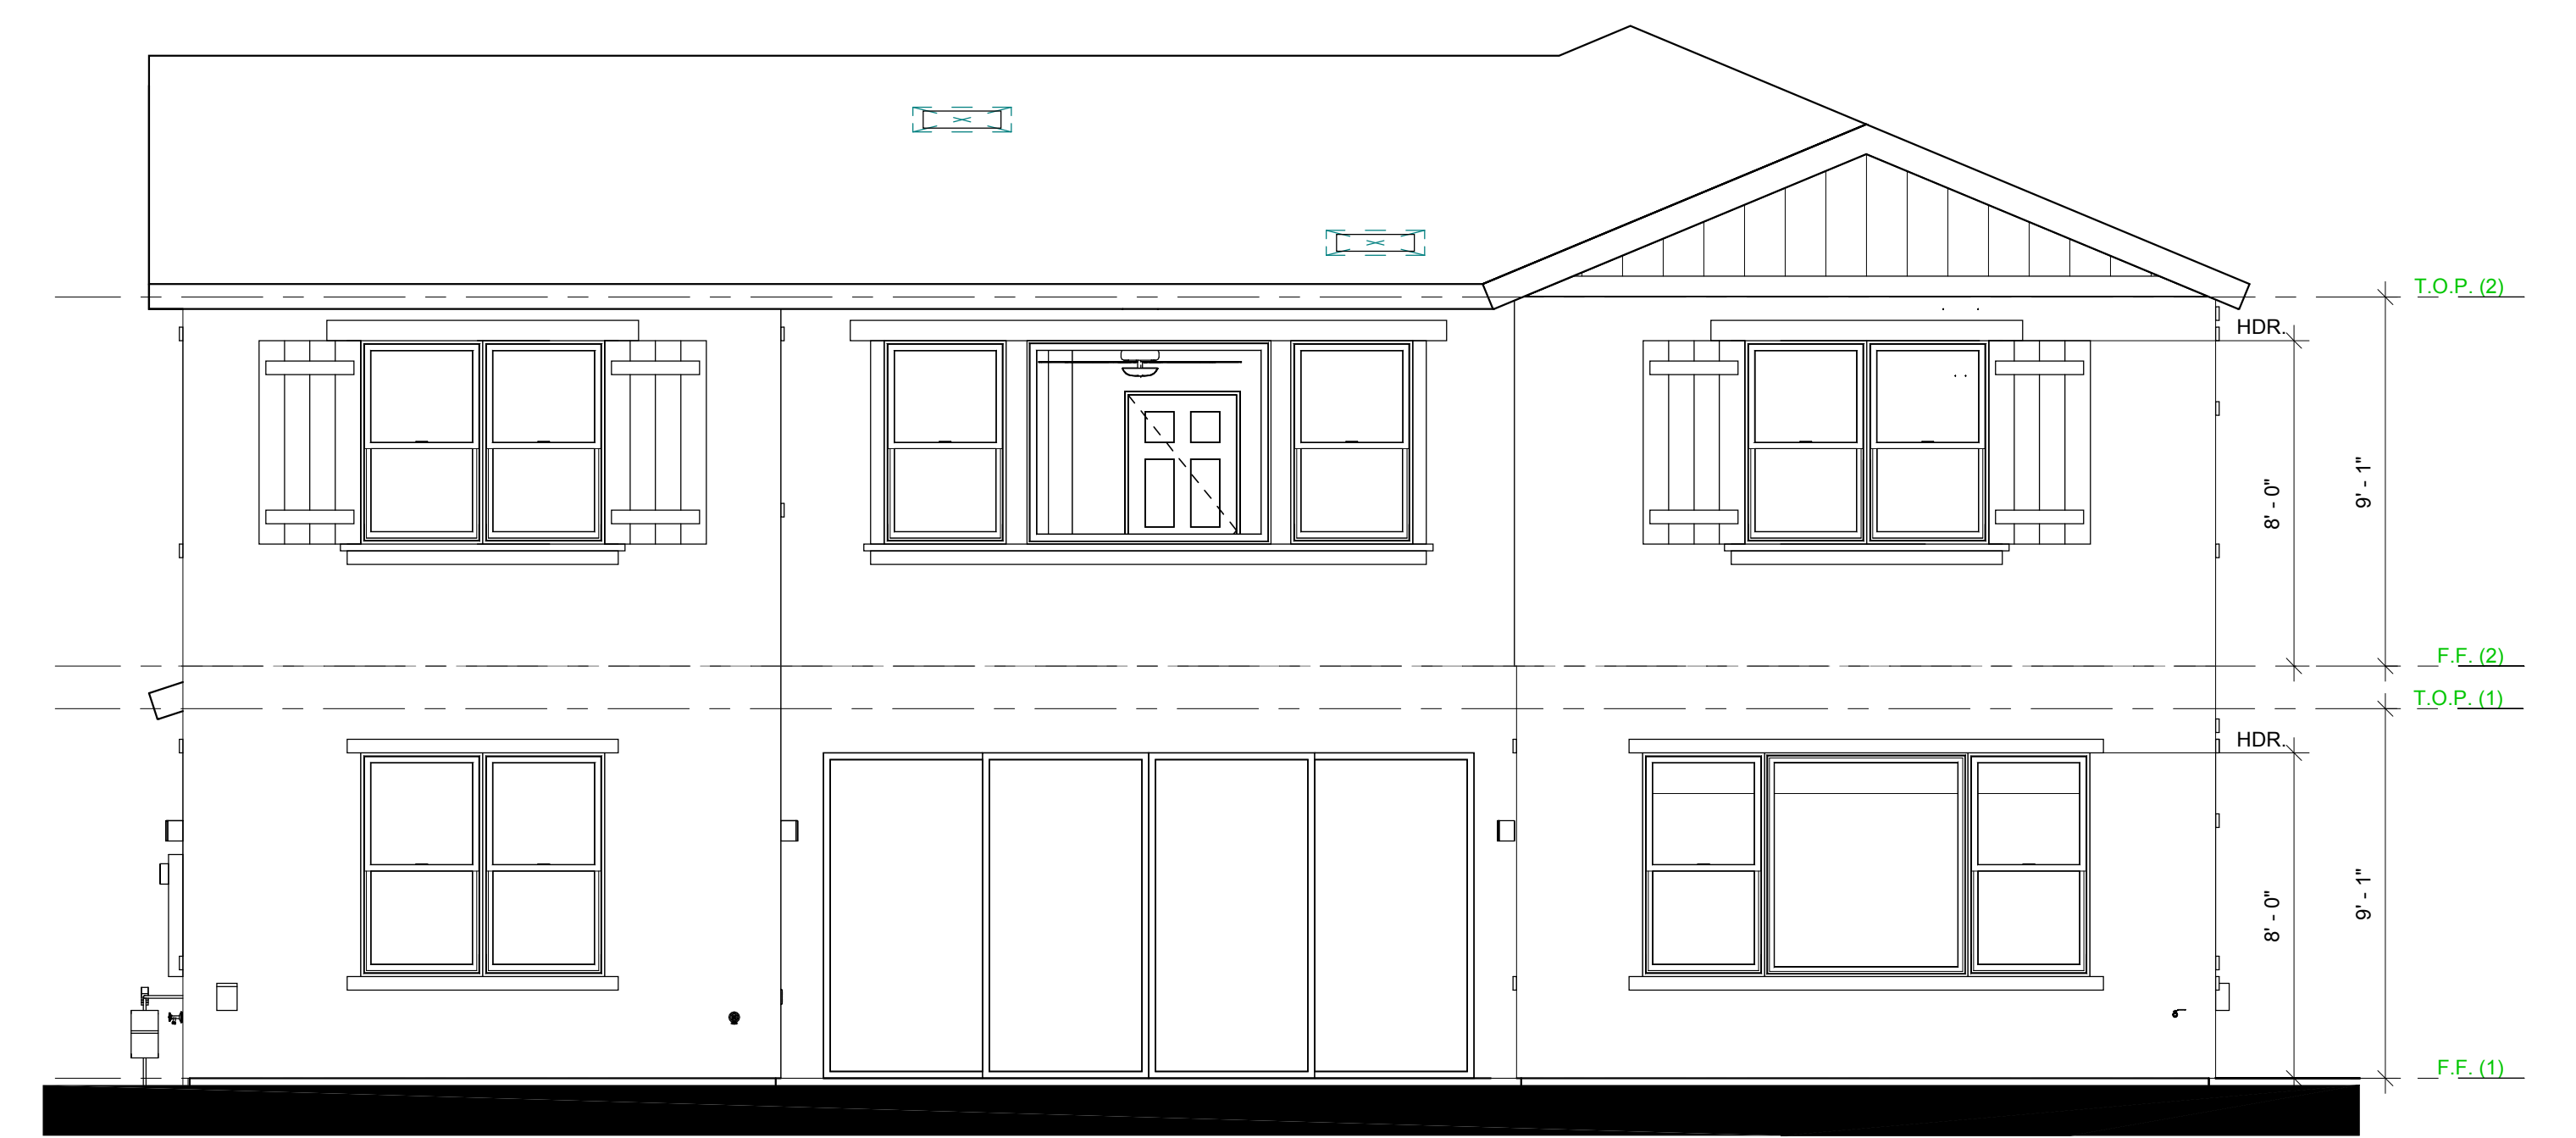 T.O.P. (2)
HDR.
8' - 0"
9' - 1"
F.F. (2)
T.O.P. (1)
HDR.
8' - 0"
9' - 1"
F.F. (1)